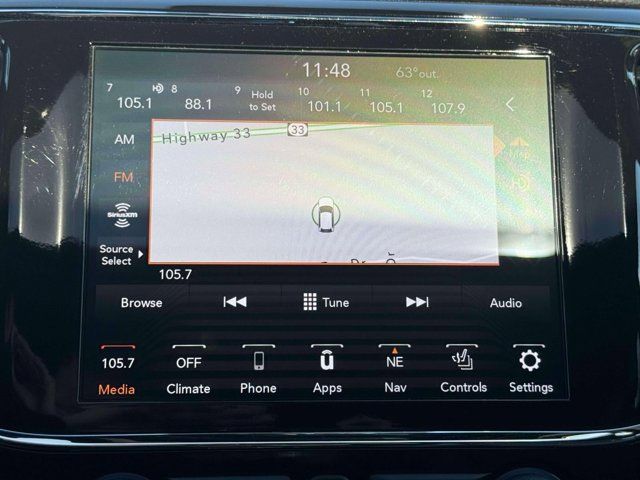 11:48 63°out.
7 8 9 Hold to Set 10 11 12
105.1 88.1 101.1 105.1 107.9
AM
Highway 33 33
FM
SiriusXM
Source
Select
105.7
Browse Tune Audio
105.7 OFF NE
Media Climate Phone Apps Nav Controls Settings